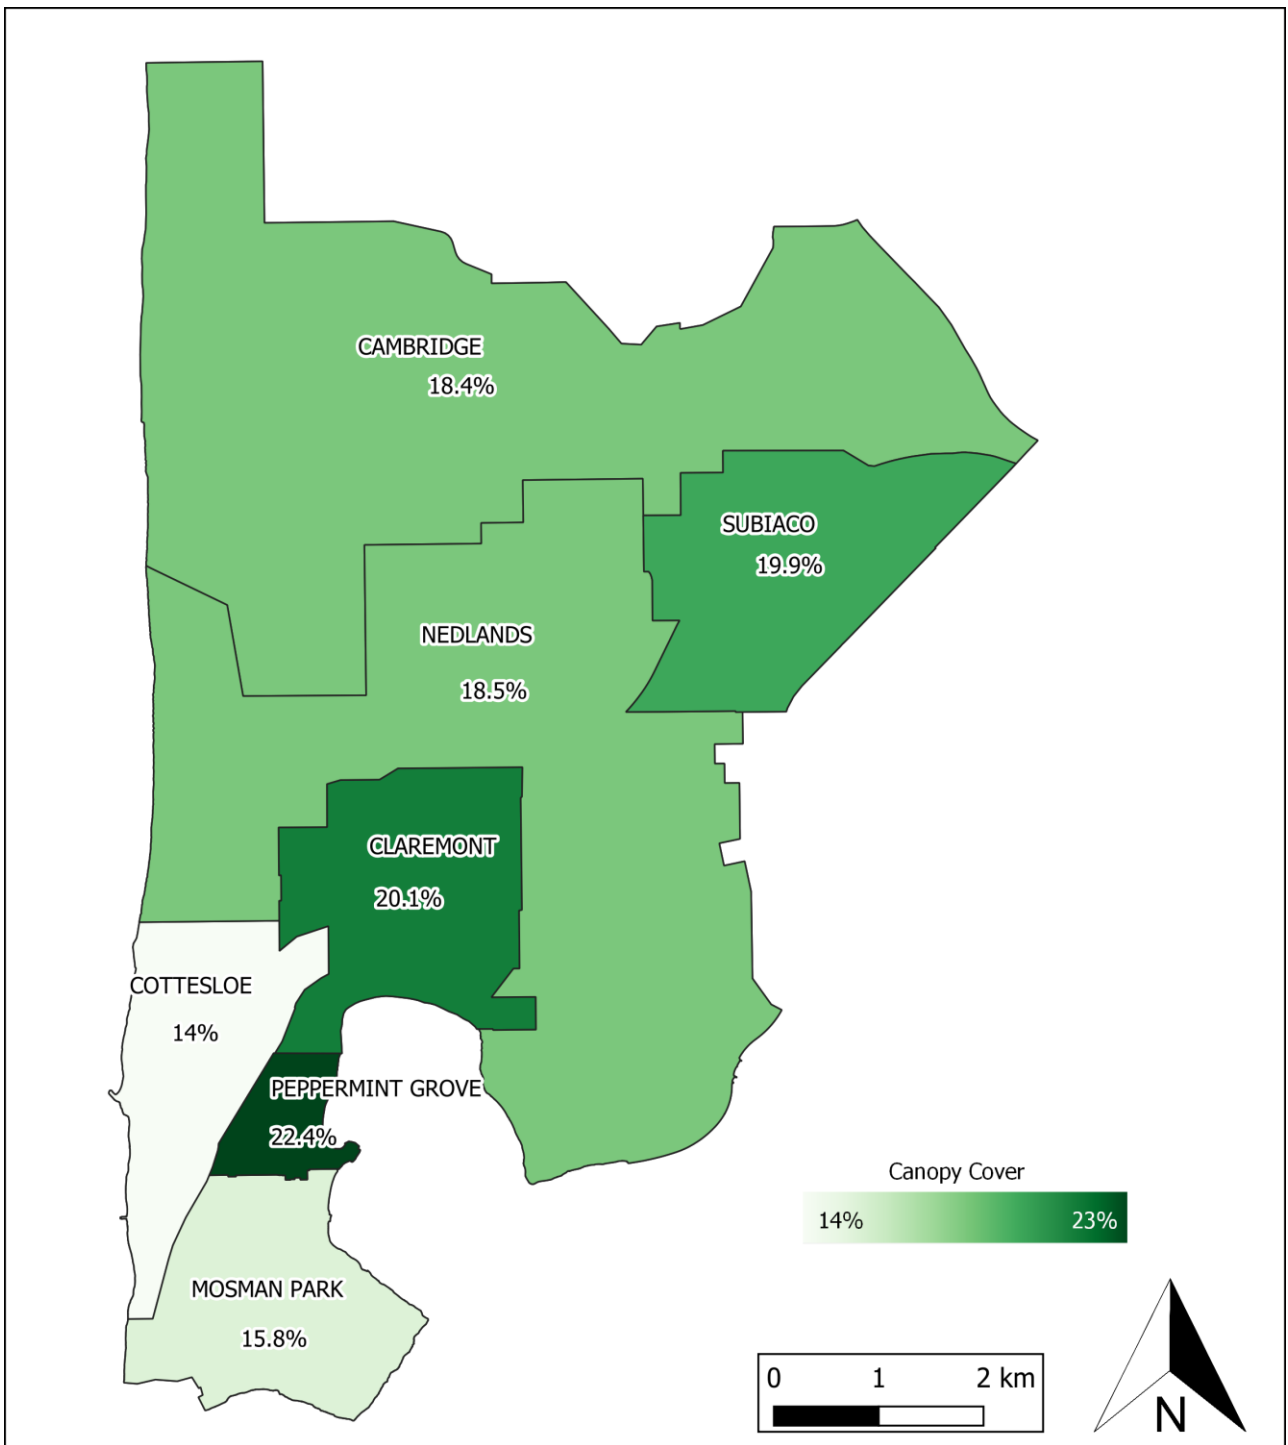 CAMBRIDGE
18.4%
SUBIACO
19.9%
NEDLANDS
18.5%
CLAREMONT
20.1%
COTTESLOE
14%
PEPPERMINT GROVE
22.4%
MOSMAN PARK
15.8%
Canopy Cover
14% 23%
0 1 2 km
N